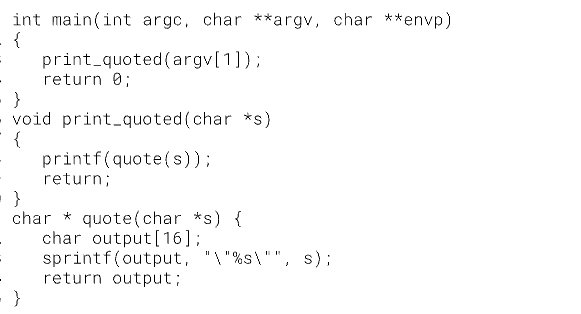 int main(int argc, char **argv, char **envp)
{
   print_quoted(argv[1]);
   return 0;
}
void print_quoted(char *s)
{
   printf(quote(s));
   return;
}
char * quote(char *s) {
   char output[16];
   sprintf(output, "\"%s\"", s);
   return output;
}